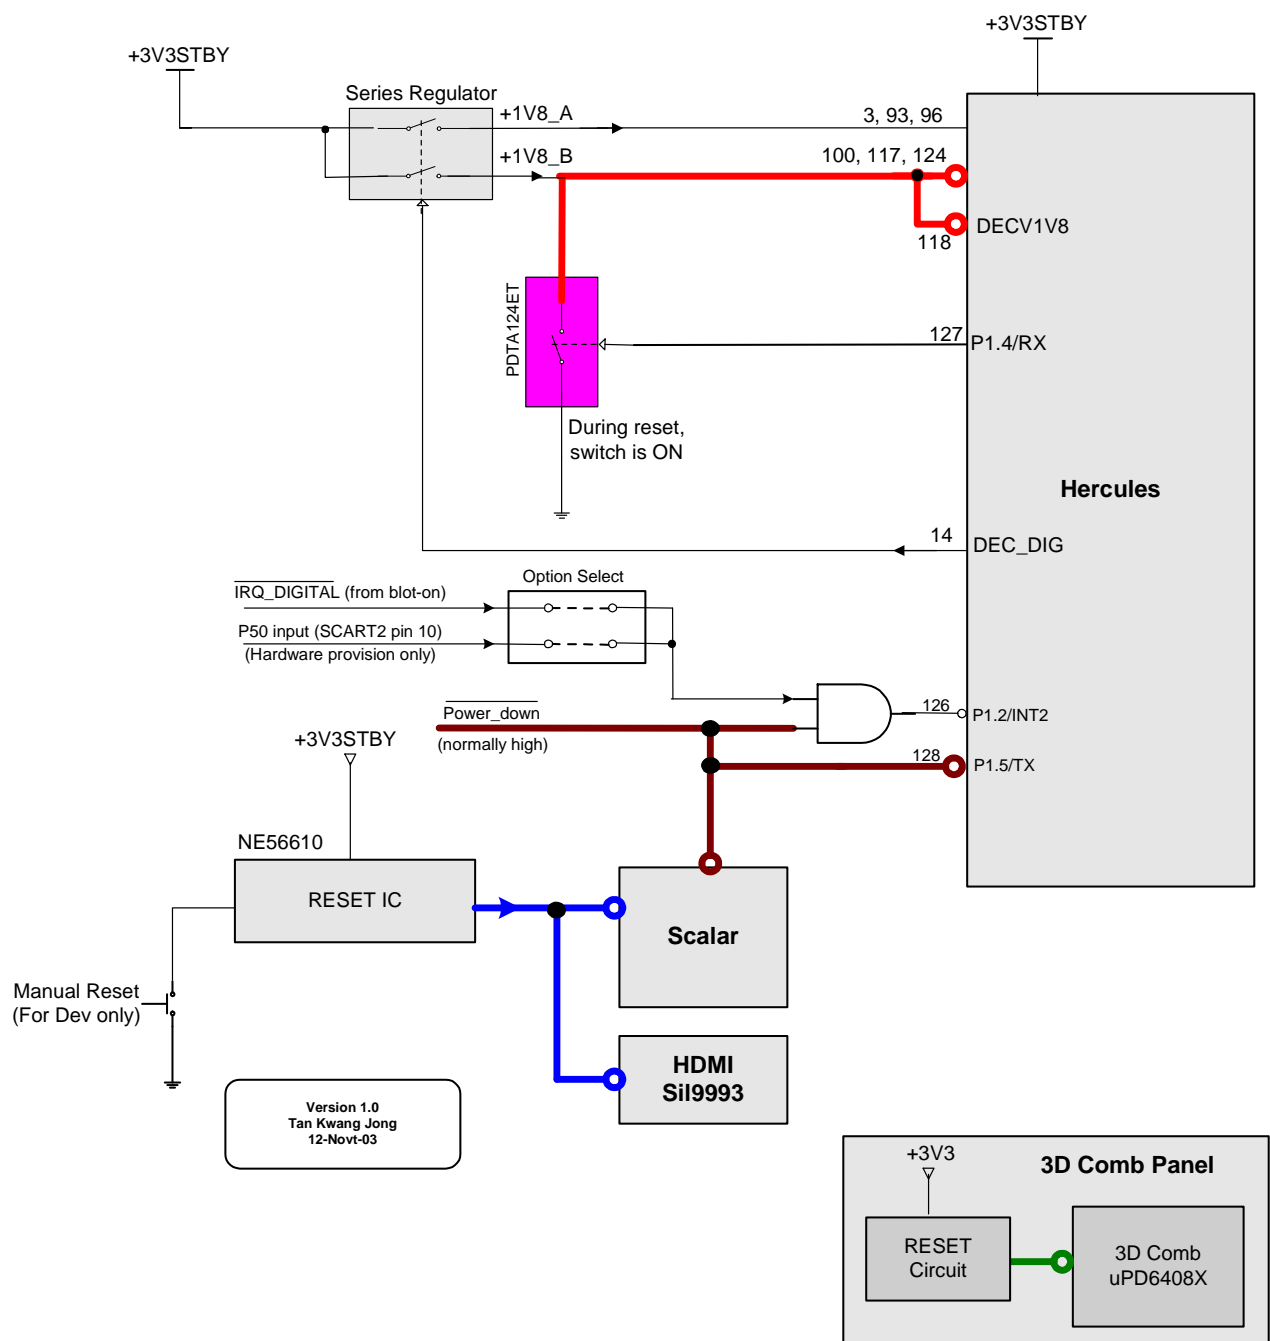 +3V3STBY
+3V3STBY
Series Regulator
+1V8_A
3, 93, 96
+1V8_B
100, 117, 124
DECV1V8
118
PDTA124ET
127
P1.4/RX
During reset,
switch is ON
Hercules
14
DEC_DIG
Option Select
IRQ_DIGITAL (from blot-on)
P50 input (SCART2 pin 10)
(Hardware provision only)
Power_down
(normally high)
126
P1.2/INT2
128
P1.5/TX
+3V3STBY
NE56610
RESET IC
Scalar
Manual Reset
(For Dev only)
HDMI
SiI9993
Version 1.0
Tan Kwang Jong
12-Novt-03
+3V3
3D Comb Panel
RESET
Circuit
3D Comb
uPD6408X